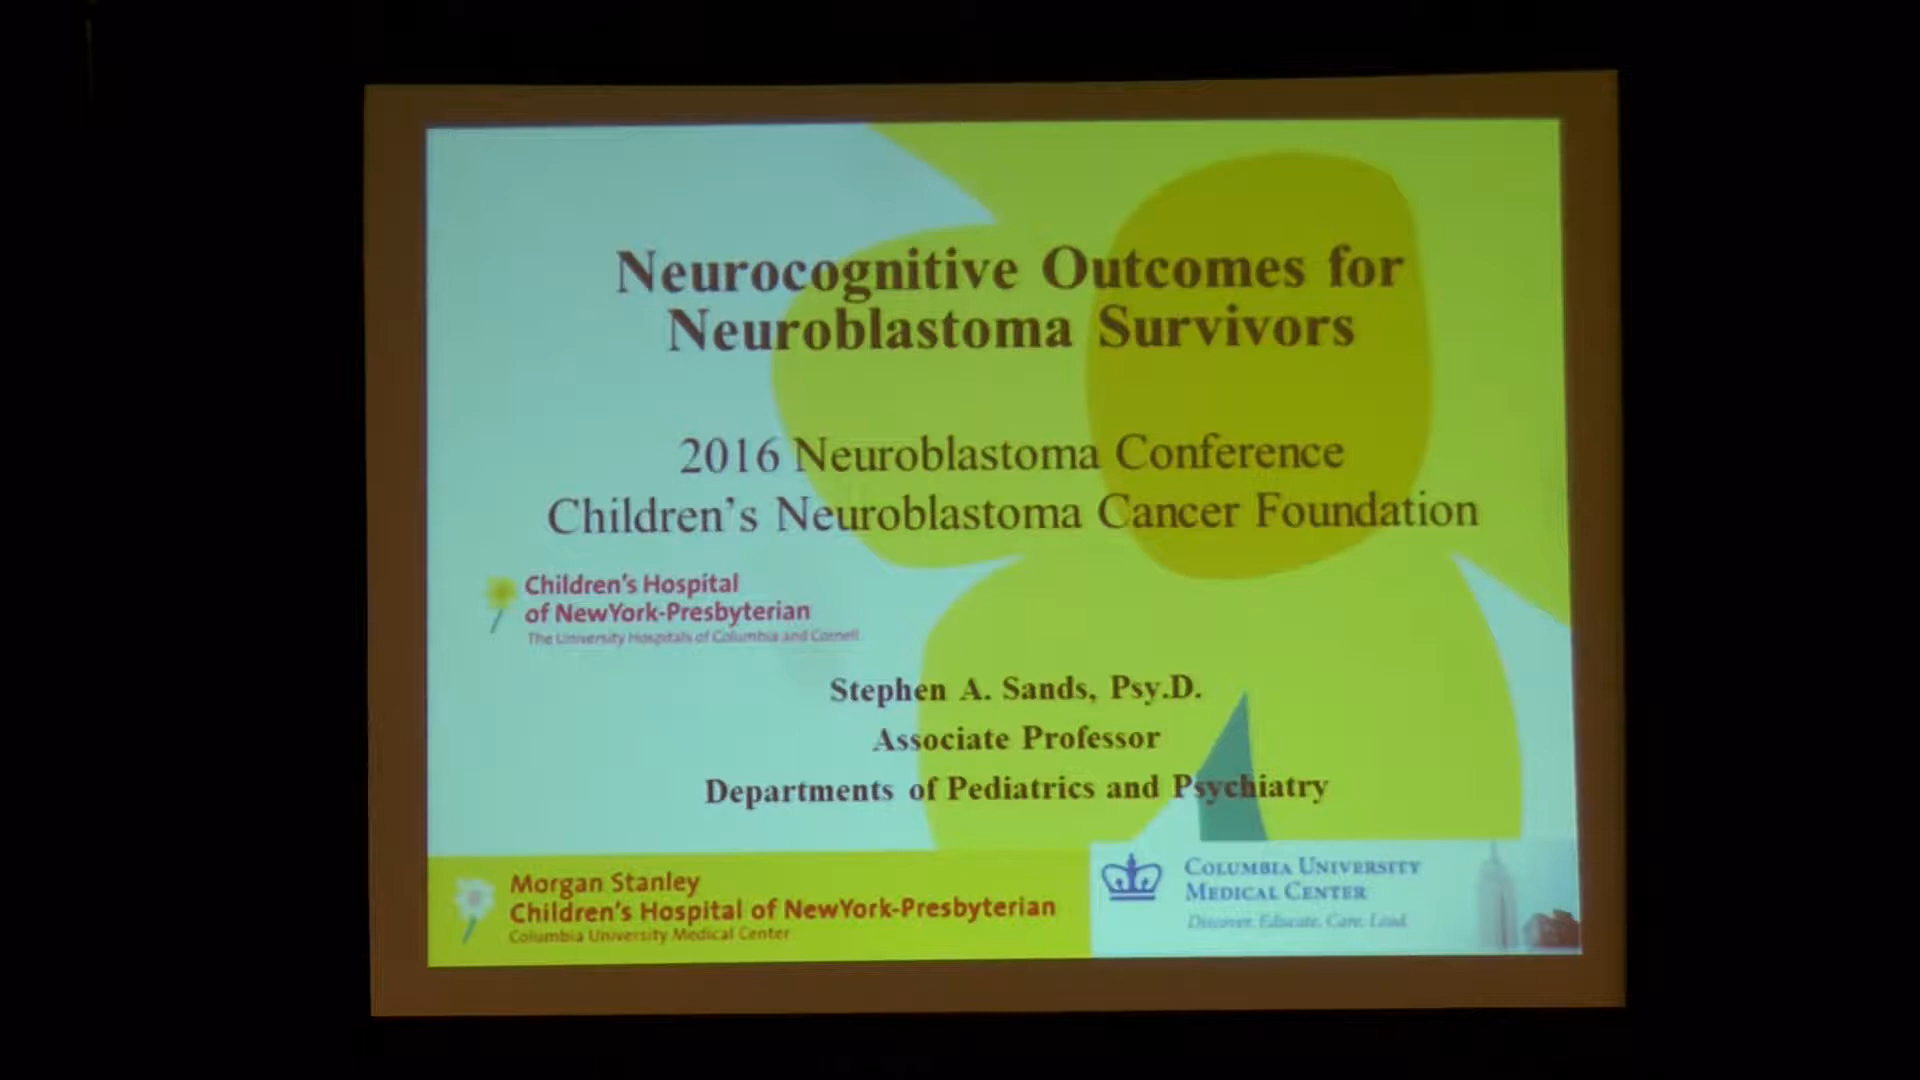 Neurocognitive Outcomes for
Neuroblastoma Survivors
2016 Neuroblastoma Conference
Children's Neuroblastoma Cancer Foundation
Children's Hospital
of NewYork-Presbyterian
The University Hospitals of Columbia and Cornell
Stephen A. Sands, Psy.D.
Associate Professor
Departments of Pediatrics and Psychiatry
Morgan Stanley
Children's Hospital of NewYork-Presbyterian
Columbia University Medical Center
COLUMBIA UNIVERSITY
MEDICAL CENTER
Discover. Educate. Care. Lead.